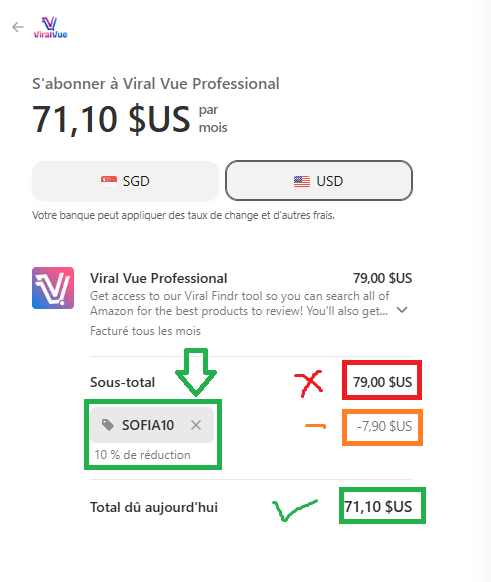 ViralVue
S'abonner à Viral Vue Professional
71,10 $US par
mois
SGD
USD
Votre banque peut appliquer des taux de change et d'autres frais.
Viral Vue Professional 79,00 $US
Get access to our Viral Findr tool so you can search all of
Amazon for the best products to review! You'll also get...
Facturé tous les mois
Sous-total 79,00 $US
SOFIA10 -7,90 $US
10 % de réduction
Total dû aujourd'hui 71,10 $US